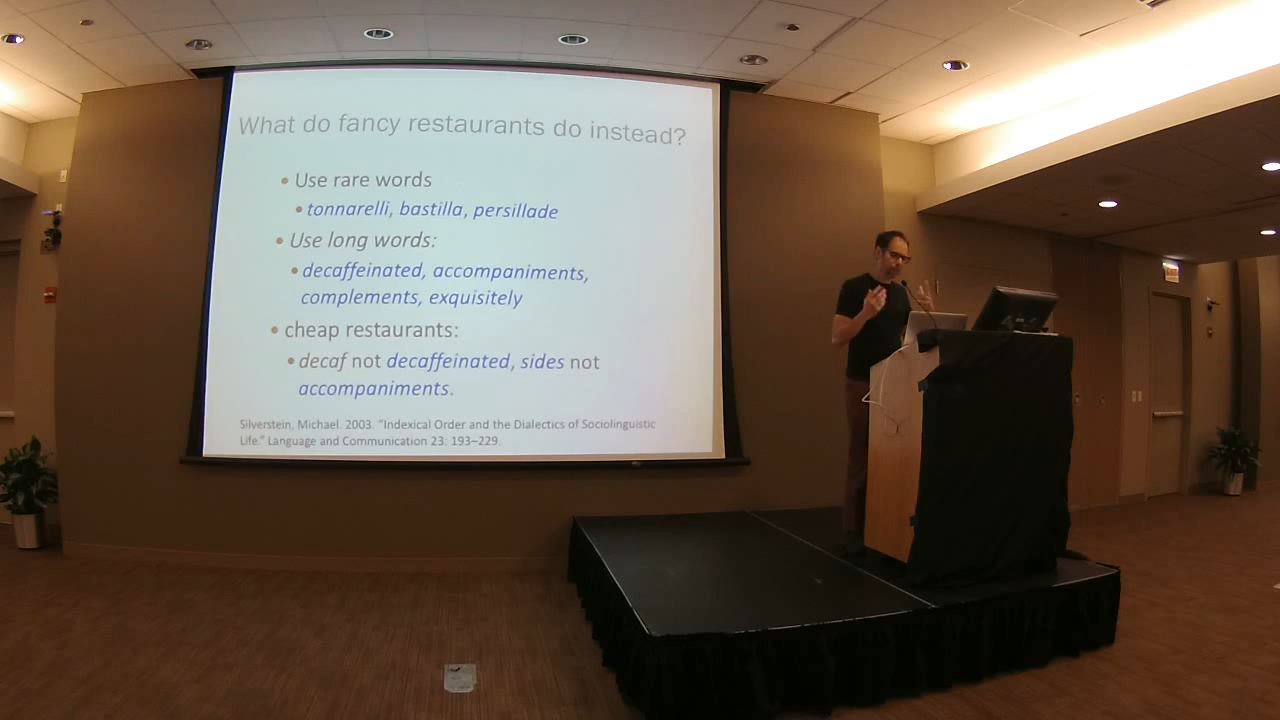 What do fancy restaurants do instead?
• Use rare words
• tonnarelli, bastilla, persillade
• Use long words:
• decaffeinated, accompaniments,
complements, exquisitely
• cheap restaurants:
• decaf not decaffeinated, sides not
accompaniments.
Silverstein, Michael. 2003. "Indexical Order and the Dialectics of Sociolinguistic
Life." Language and Communication 23: 193–229.